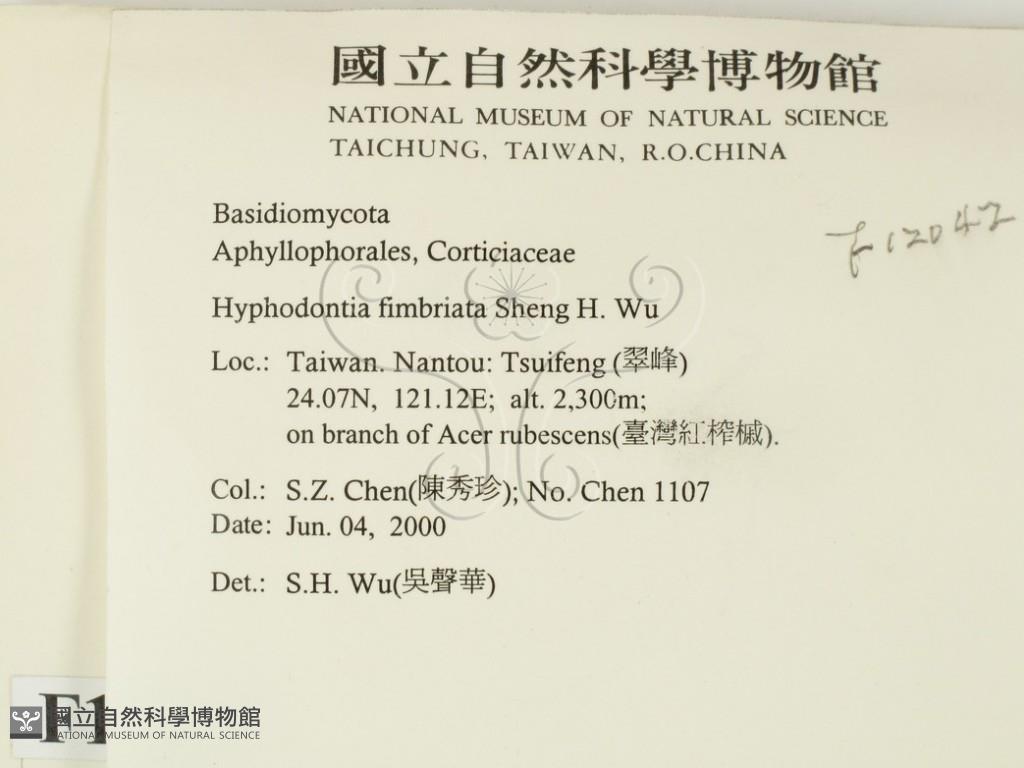 國立自然科學博物館
NATIONAL MUSEUM OF NATURAL SCIENCE
TAICHUNG, TAIWAN, R.O.CHINA
Basidiomycota
f12042
Aphyllophorales, Corticiaceae
Hyphodontia fimbriata Sheng H. Wu
Loc.: Taiwan. Nantou: Tsuifeng (翠峰)
24.07N, 121.12E; alt. 2,300m;
on branch of Acer rubescens(臺灣紅榨槭).
Col.: S.Z. Chen(陳秀珍); No. Chen 1107
Date: Jun. 04, 2000
Det.: S.H. Wu(吳聲華)
F1
國立自然科學博物館
NATIONAL MUSEUM OF NATURAL SCIENCE